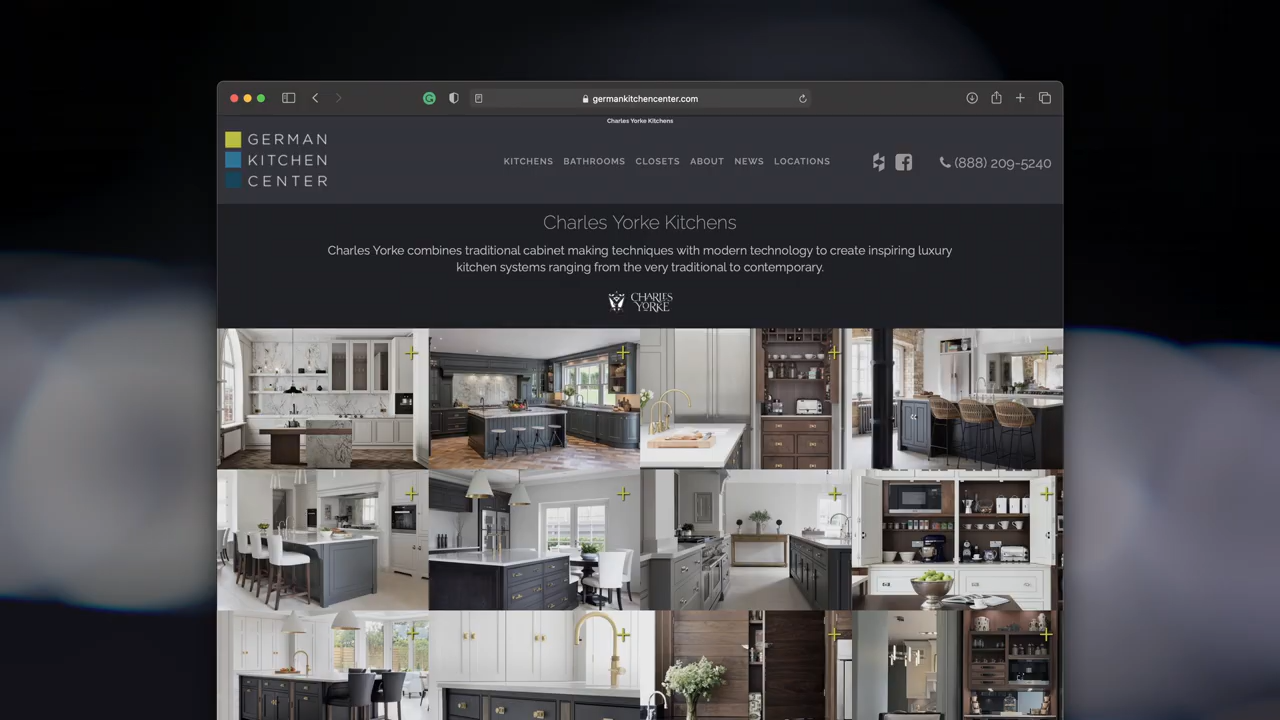 germankitchencenter.com
Charles Yorke Kitchens
GERMAN
KITCHEN
CENTER
KITCHENS BATHROOMS CLOSETS ABOUT NEWS LOCATIONS
(888) 209-5240
Charles Yorke Kitchens
Charles Yorke combines traditional cabinet making techniques with modern technology to create inspiring luxury
kitchen systems ranging from the very traditional to contemporary.
CHARLES
YORKE